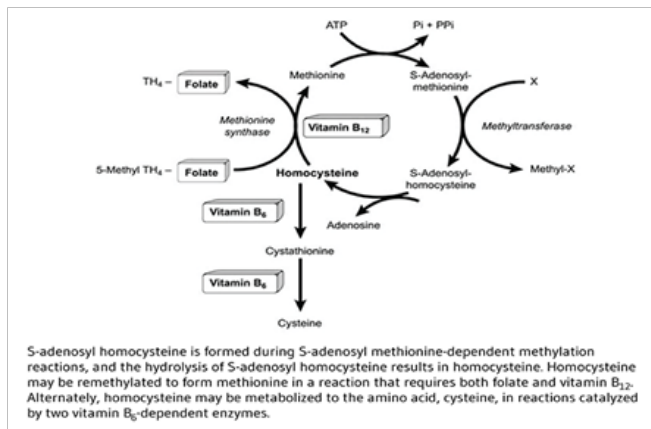 ATP
Pi + PPi
TH4 – Folate
Methionine
S-Adenosyl-
methionine
X
Methionine
synthase
Vitamin B12
Methyltransferase
5-Methyl TH4 – Folate
Homocysteine
S-Adenosyl-
homocysteine
Methyl-X
Vitamin B6
Adenosine
Cystathionine
Vitamin B6
Cysteine
S-adenosyl homocysteine is formed during S-adenosyl methionine-dependent methylation
reactions, and the hydrolysis of S-adenosyl homocysteine results in homocysteine. Homocysteine
may be remethylated to form methionine in a reaction that requires both folate and vitamin B12.
Alternately, homocysteine may be metabolized to the amino acid, cysteine, in reactions catalyzed
by two vitamin B6-dependent enzymes.